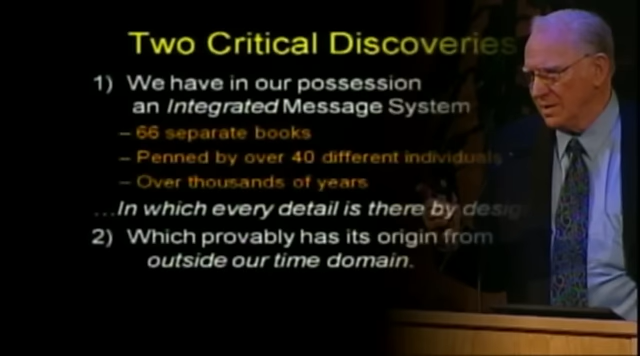 Two Critical Discoveries
1) We have in our possession
an Integrated Message System
– 66 separate books
– Penned by over 40 different individuals
– Over thousands of years
...In which every detail is there by design
2) Which provably has its origin from
outside our time domain.